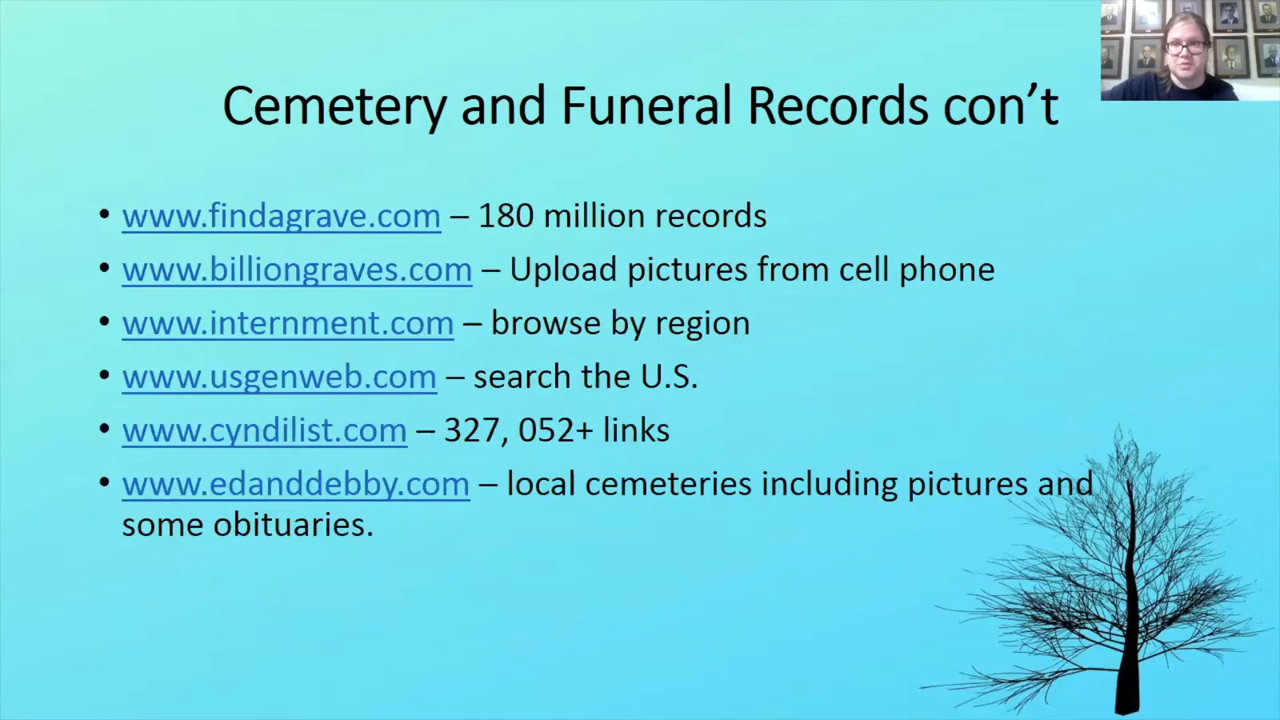 Cemetery and Funeral Records con’t
• www.findagrave.com – 180 million records
• www.billiongraves.com – Upload pictures from cell phone
• www.internment.com – browse by region
• www.usgenweb.com – search the U.S.
• www.cyndilist.com – 327, 052+ links
• www.edanddebby.com – local cemeteries including pictures and
some obituaries.